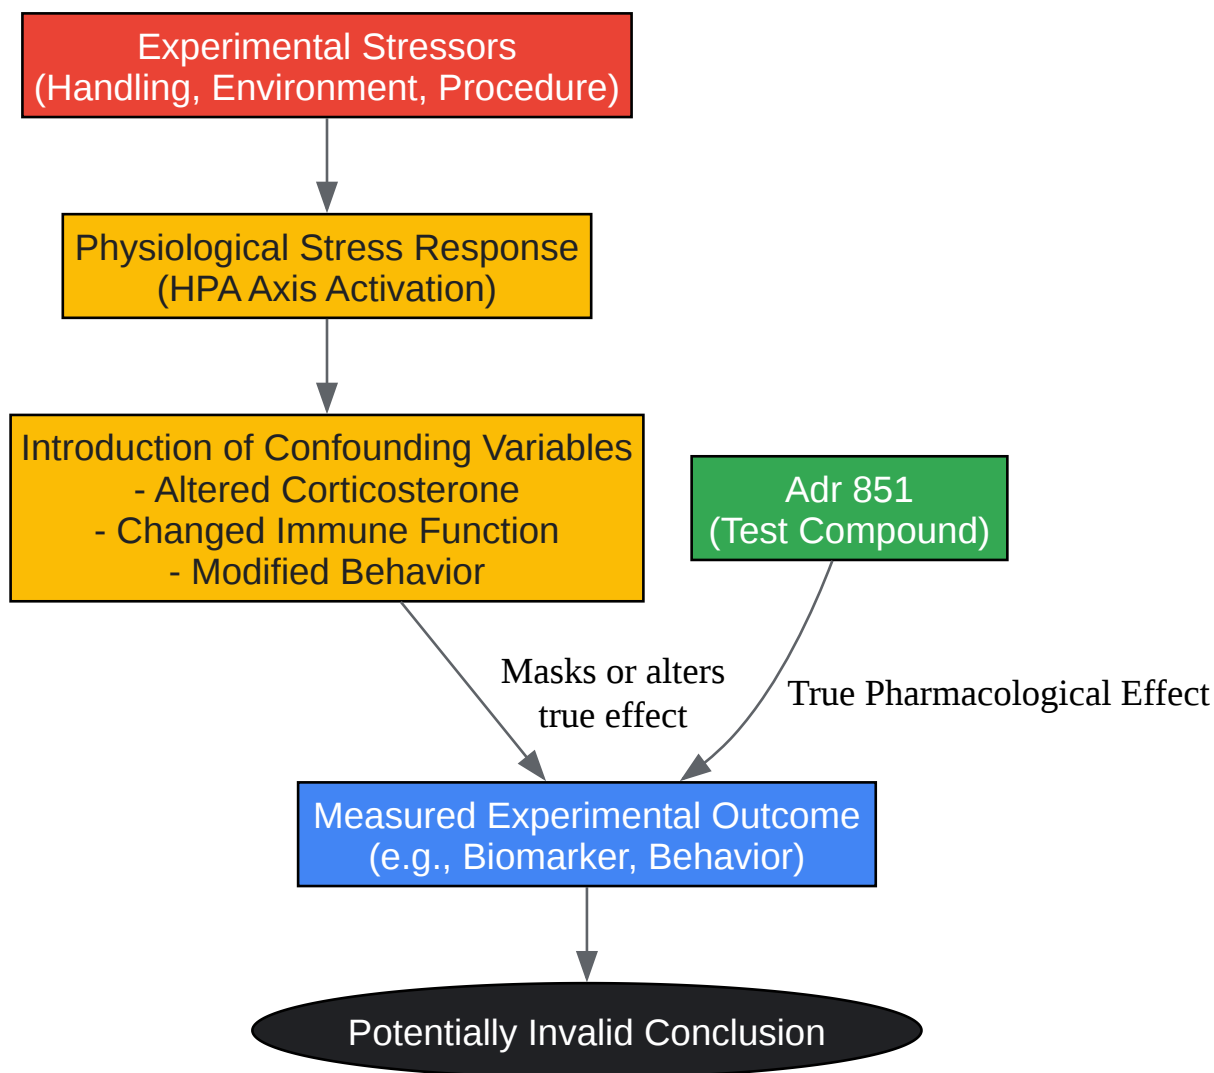 Experimental Stressors
(Handling, Environment, Procedure)
Physiological Stress Response
(HPA Axis Activation)
Introduction of Confounding Variables
- Altered Corticosterone
- Changed Immune Function
- Modified Behavior
Adr 851
(Test Compound)
Masks or alters
true effect
True Pharmacological Effect
Measured Experimental Outcome
(e.g., Biomarker, Behavior)
Potentially Invalid Conclusion